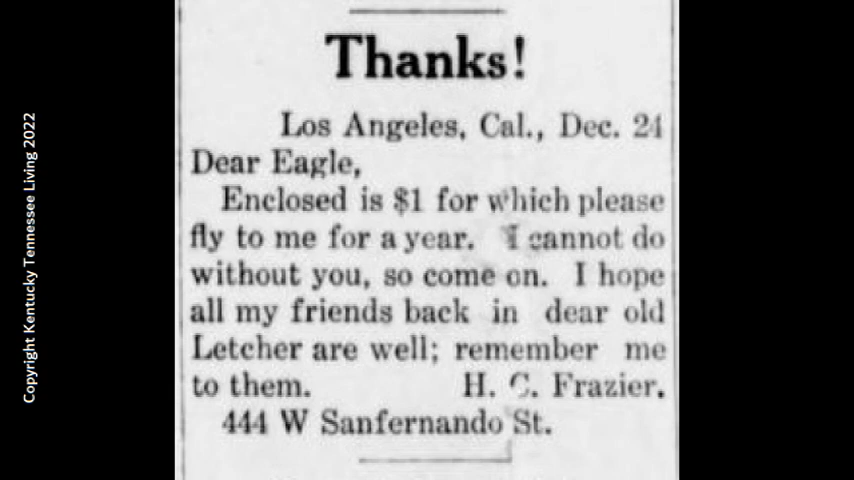 Thanks!
Los Angeles, Cal., Dec. 24
Dear Eagle,
Enclosed is $1 for which please
fly to me for a year. I cannot do
without you, so come on. I hope
all my friends back in dear old
Letcher are well; remember me
to them. H. C. Frazier.
444 W Sanfernando St.
Copyright Kentucky Tennessee Living 2022